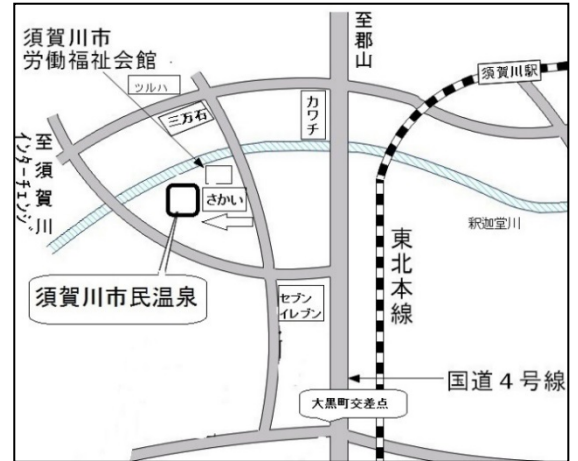 須賀川市
労働福祉会館
ツルハ
三万石
至郡山
カワチ
須賀川駅
至須賀川
インターチェンジ
さかい
釈迦堂川
東北本線
須賀川市民温泉
セブン
イレブン
国道４号線
大黒町交差点